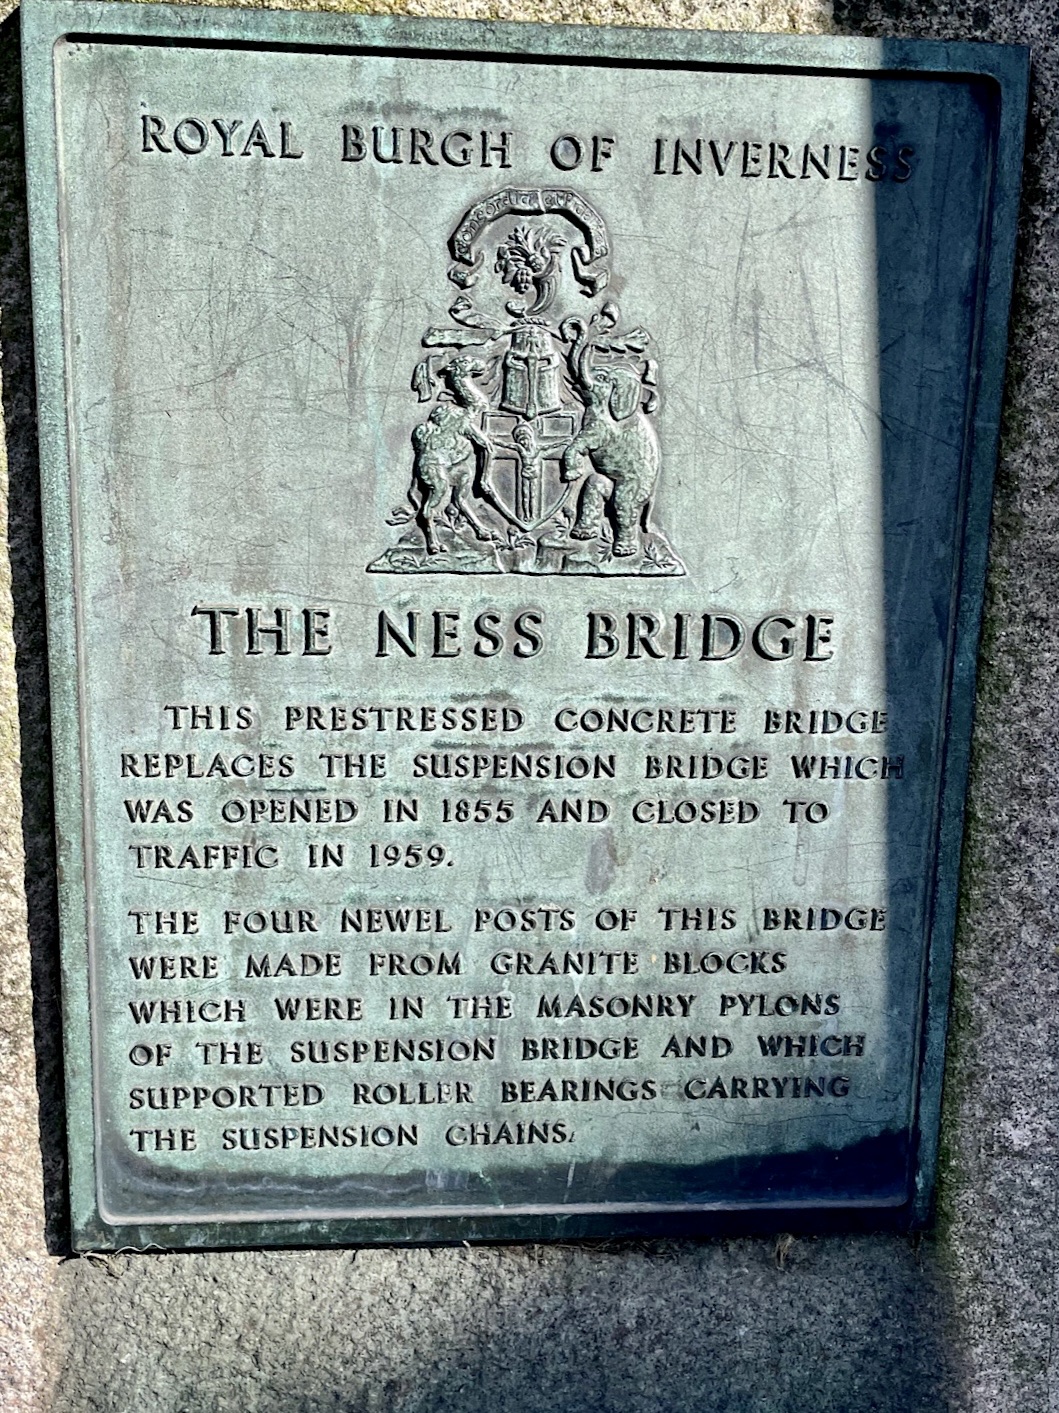 ROYAL BURGH OF INVERNESS
Concordia et
THE NESS BRIDGE
THIS PRESTRESSED CONCRETE BRIDGE
REPLACES THE SUSPENSION BRIDGE WHICH
WAS OPENED IN 1855 AND CLOSED TO
TRAFFIC IN 1959.
THE FOUR NEWEL POSTS OF THIS BRIDGE
WERE MADE FROM GRANITE BLOCKS
WHICH WERE IN THE MASONRY PYLONS
OF THE SUSPENSION BRIDGE AND WHICH
SUPPORTED ROLLER BEARINGS CARRYING
THE SUSPENSION CHAINS.